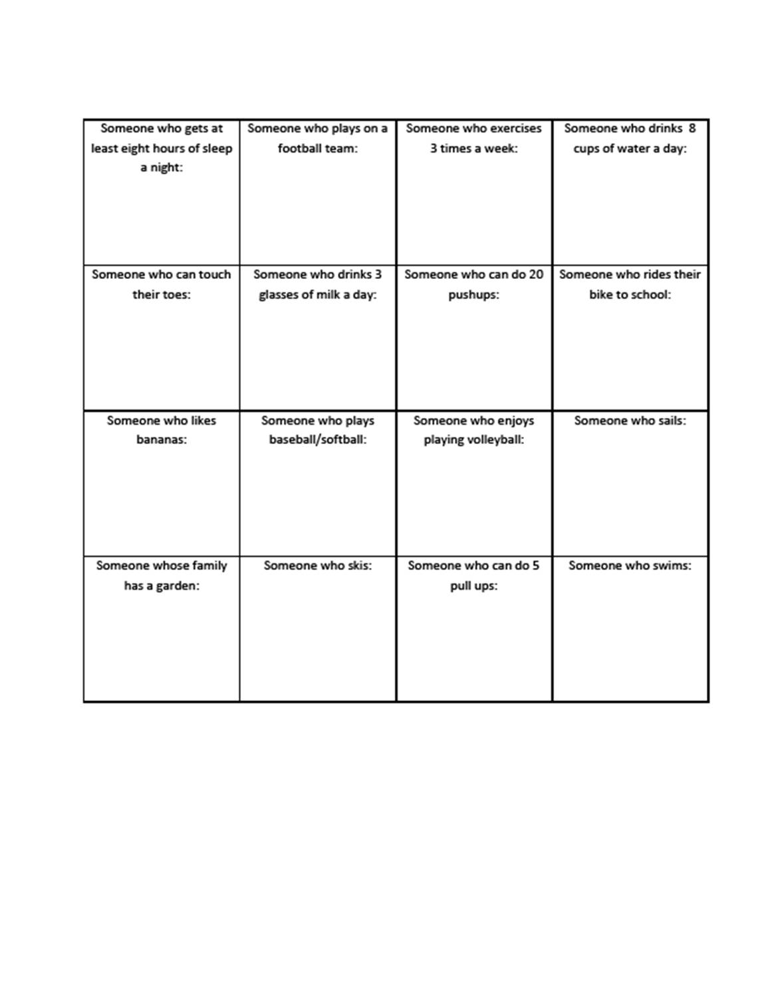 Someone who gets at
least eight hours of sleep
a night:
Someone who plays on a
football team:
Someone who exercises
3 times a week:
Someone who drinks  8
cups of water a day:
Someone who can touch
their toes:
Someone who drinks 3
glasses of milk a day:
Someone who can do 20
pushups:
Someone who rides their
bike to school:
Someone who likes
bananas:
Someone who plays
baseball/softball:
Someone who enjoys
playing volleyball:
Someone who sails:
Someone whose family
has a garden:
Someone who skis:
Someone who can do 5
pull ups:
Someone who swims: